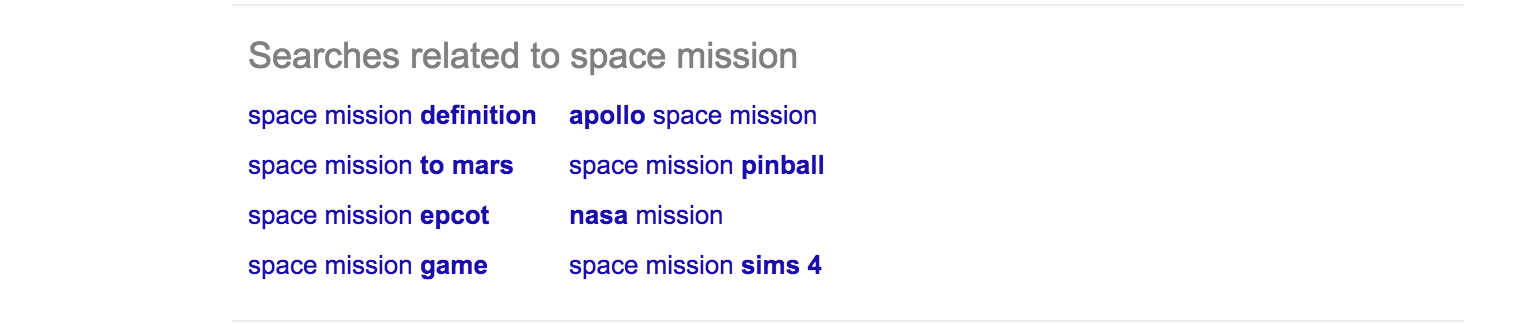 Searches related to space mission
space mission definition
apollo space mission
space mission to mars
space mission pinball
space mission epcot
nasa mission
space mission game
space mission sims 4